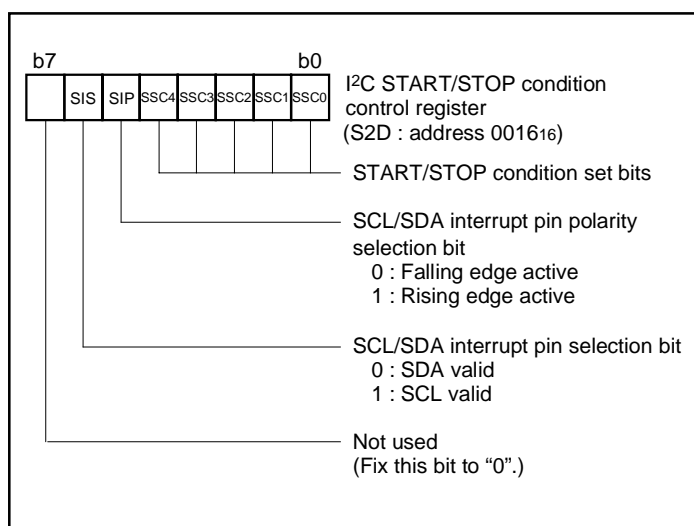 b7 b0
SIS SIP SSC4 SSC3 SSC2 SSC1 SSC0
I²C START/STOP condition
control register
(S2D : address 0016₁₆)
START/STOP condition set bits
SCL/SDA interrupt pin polarity
selection bit
0 : Falling edge active
1 : Rising edge active
SCL/SDA interrupt pin selection bit
0 : SDA valid
1 : SCL valid
Not used
(Fix this bit to “0”.)